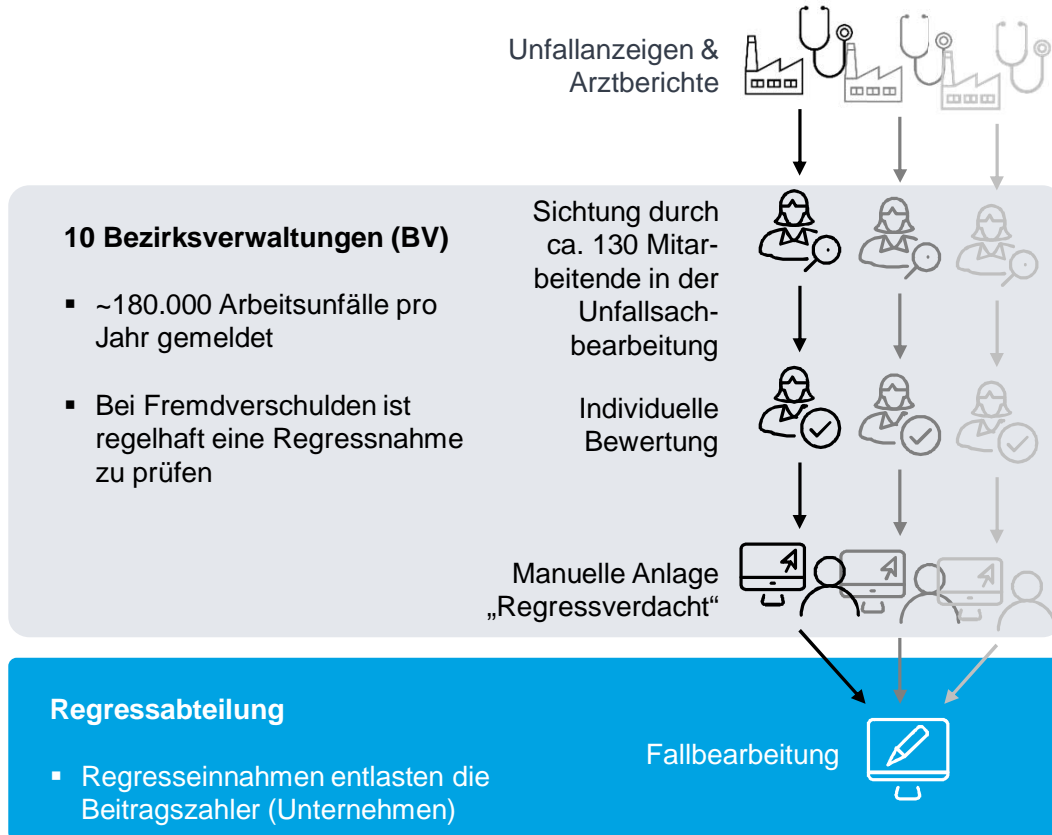 Unfallanzeigen &
Arztberichte
10 Bezirksverwaltungen (BV)
▪ ~180.000 Arbeitsunfälle pro
Jahr gemeldet
▪ Bei Fremdverschulden ist
regelhaft eine Regressnahme
zu prüfen
Sichtung durch
ca. 130 Mitar-
beitende in der
Unfallsach-
bearbeitung
Individuelle
Bewertung
Manuelle Anlage
„Regressverdacht“
Regressabteilung
▪ Regresseinnahmen entlasten die
Beitragszahler (Unternehmen)
Fallbearbeitung